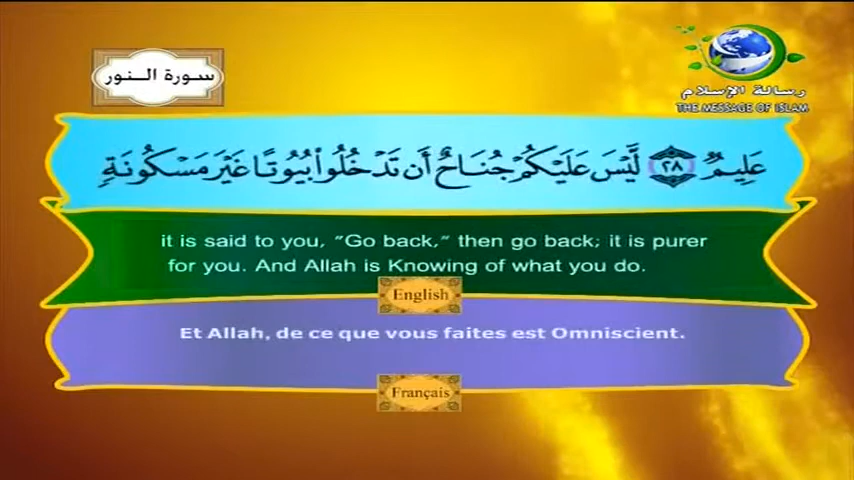 سورة النور
رسالة الإسلام
THE MESSAGE OF ISLAM
عَلِيمٌ ﴿٢٨﴾ لَّيْسَ عَلَيْكُمْ جُنَاحٌ أَن تَدْخُلُوا۟ بُيُوتًا غَيْرَ مَسْكُونَةٍ
it is said to you, "Go back," then go back; it is purer
for you. And Allah is Knowing of what you do.
English
Et Allah, de ce que vous faites est Omniscient.
Français